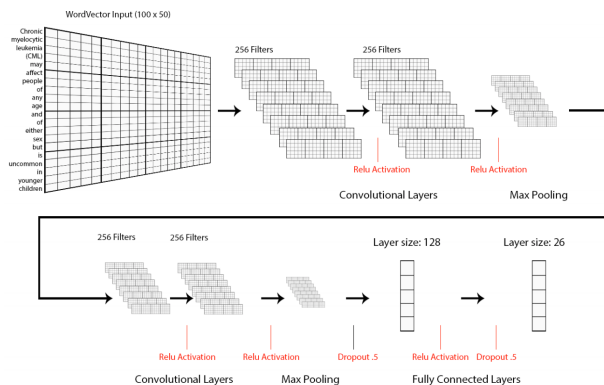 WordVector Input (100 x 50)
Chronic
myelocytic
leukemia
(CML)
may
affect
people
of
any
age
and
of
either
sex
but
is
uncommon
in
younger
children
256 Filters
256 Filters
Relu Activation
Relu Activation
Convolutional Layers
Max Pooling
256 Filters
256 Filters
Layer size: 128
Layer size: 26
Relu Activation
Relu Activation
Dropout .5
Relu Activation
Dropout .5
Convolutional Layers
Max Pooling
Fully Connected Layers